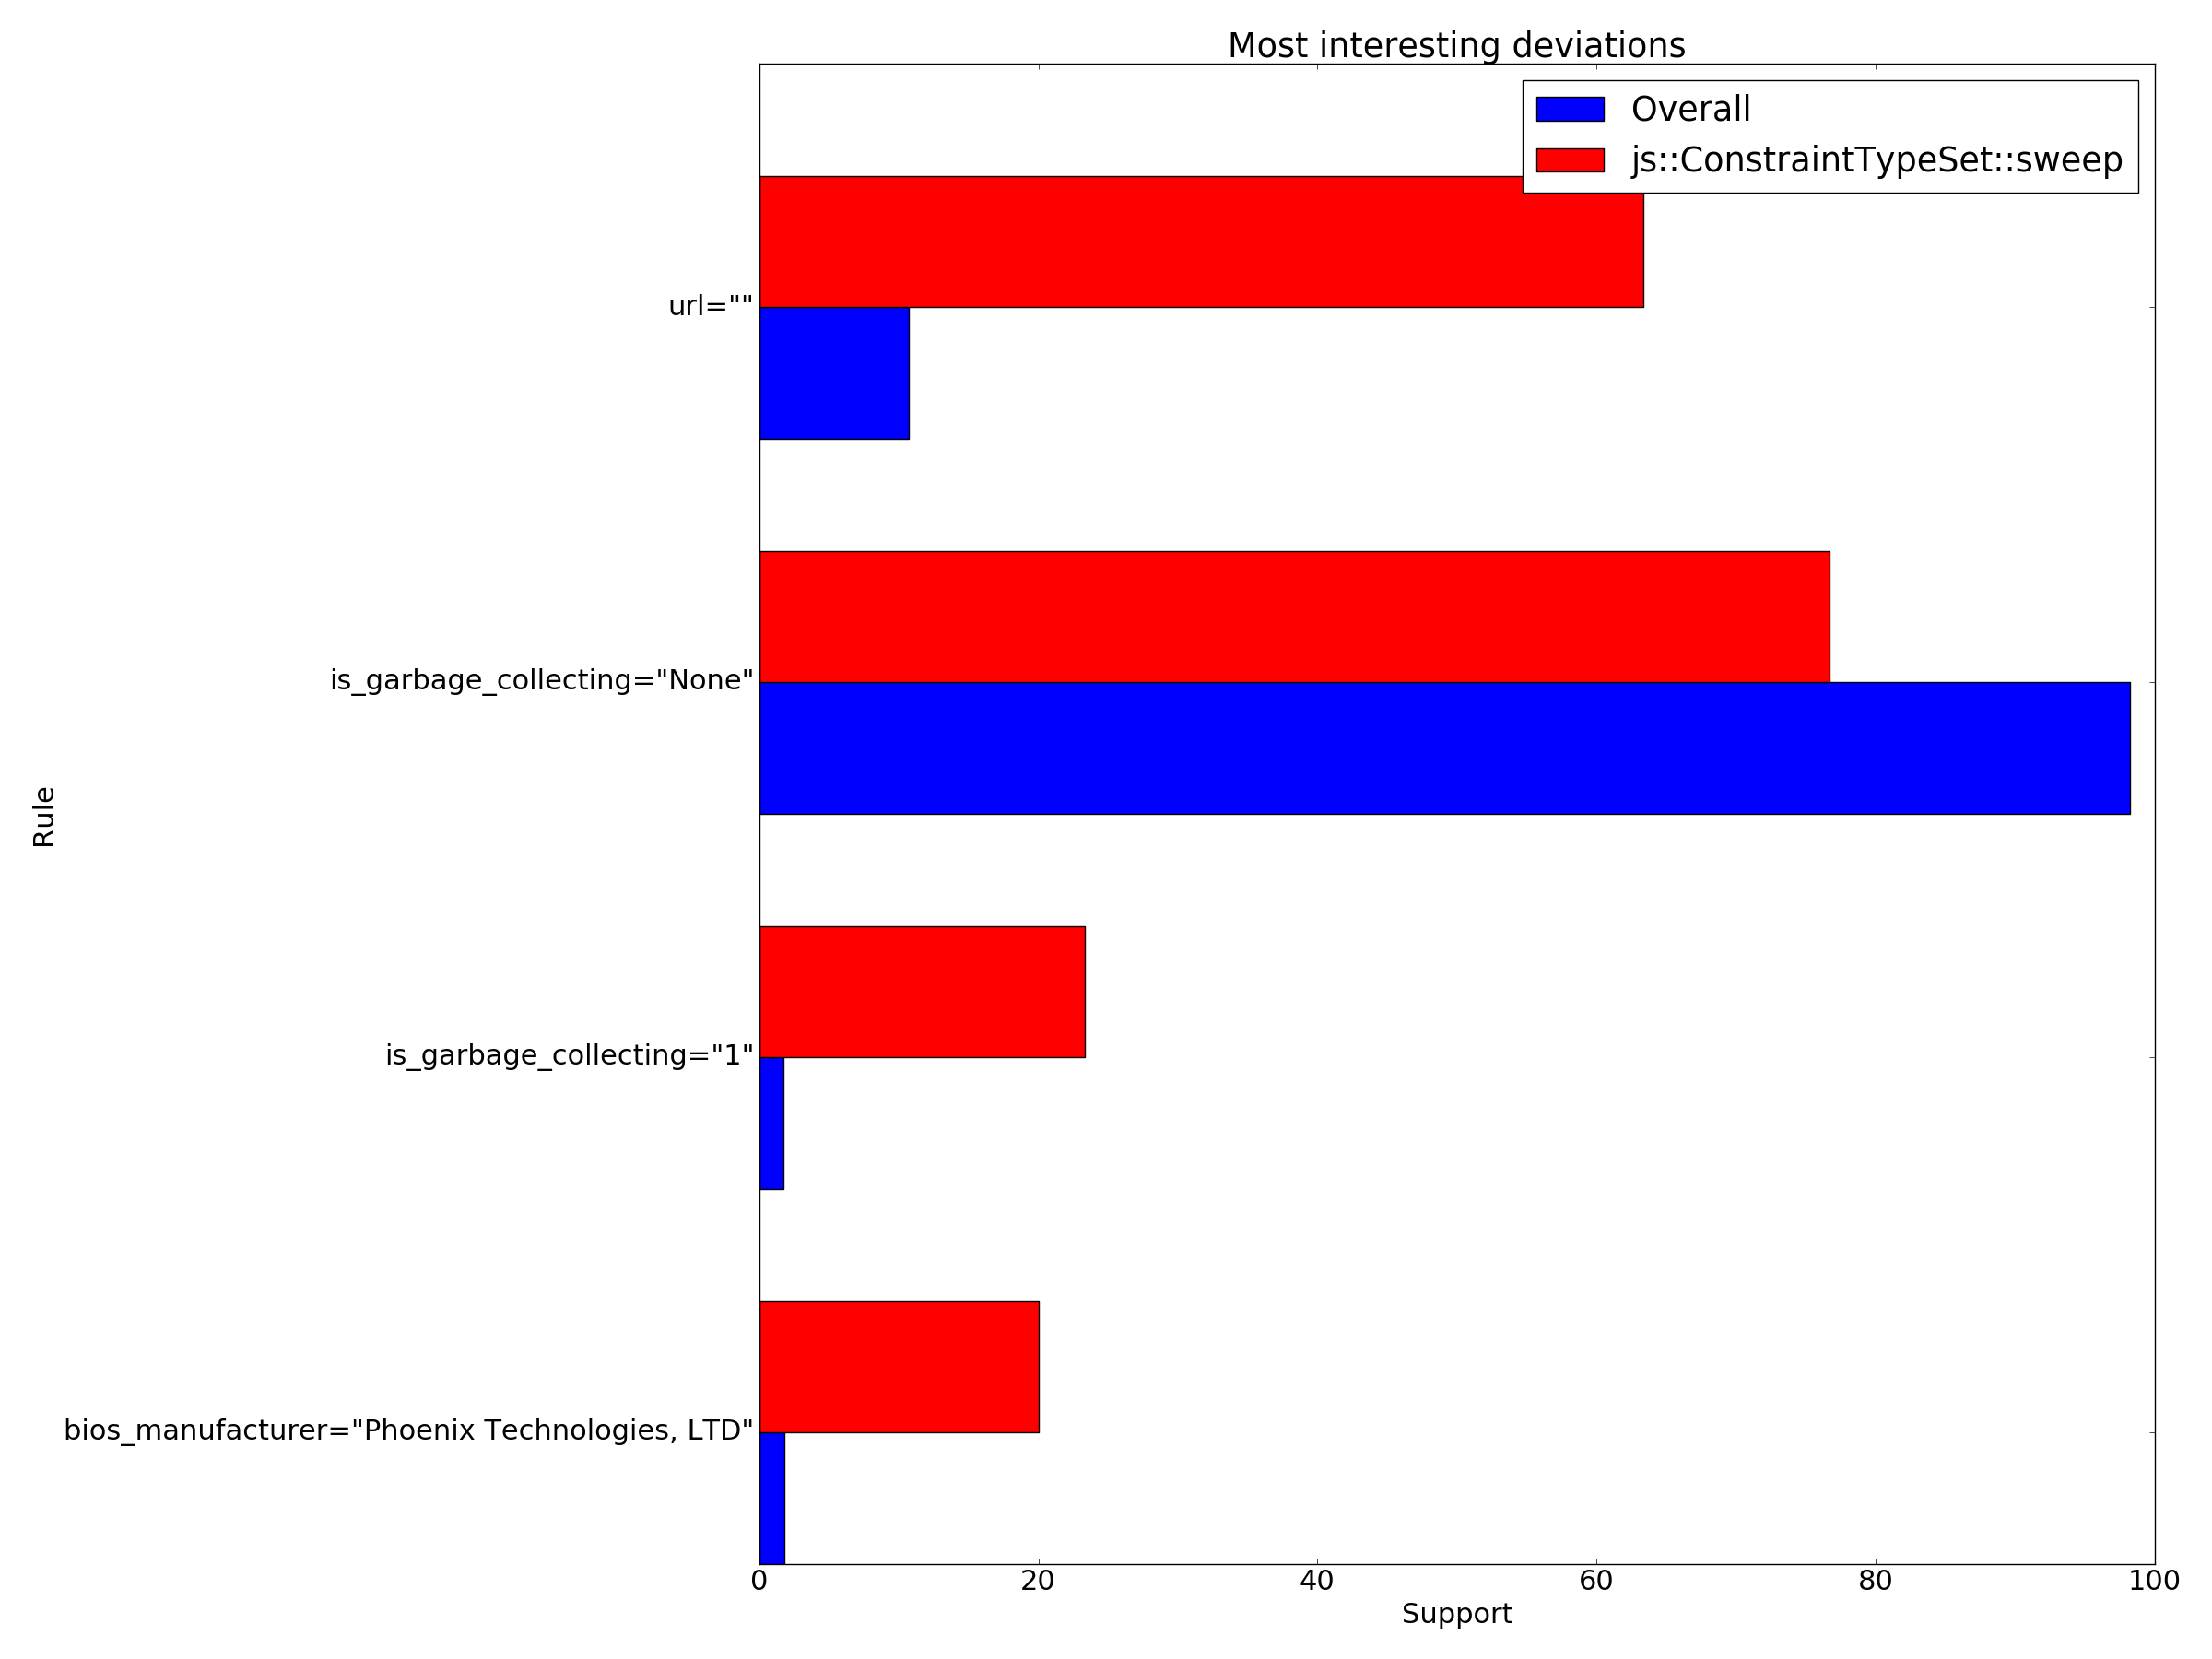 Most interesting deviations
Overall
js::ConstraintTypeSet::sweep
url=""
is_garbage_collecting="None"
Rule
is_garbage_collecting="1"
bios_manufacturer="Phoenix Technologies, LTD"
0 20 40 60 80 100
Support